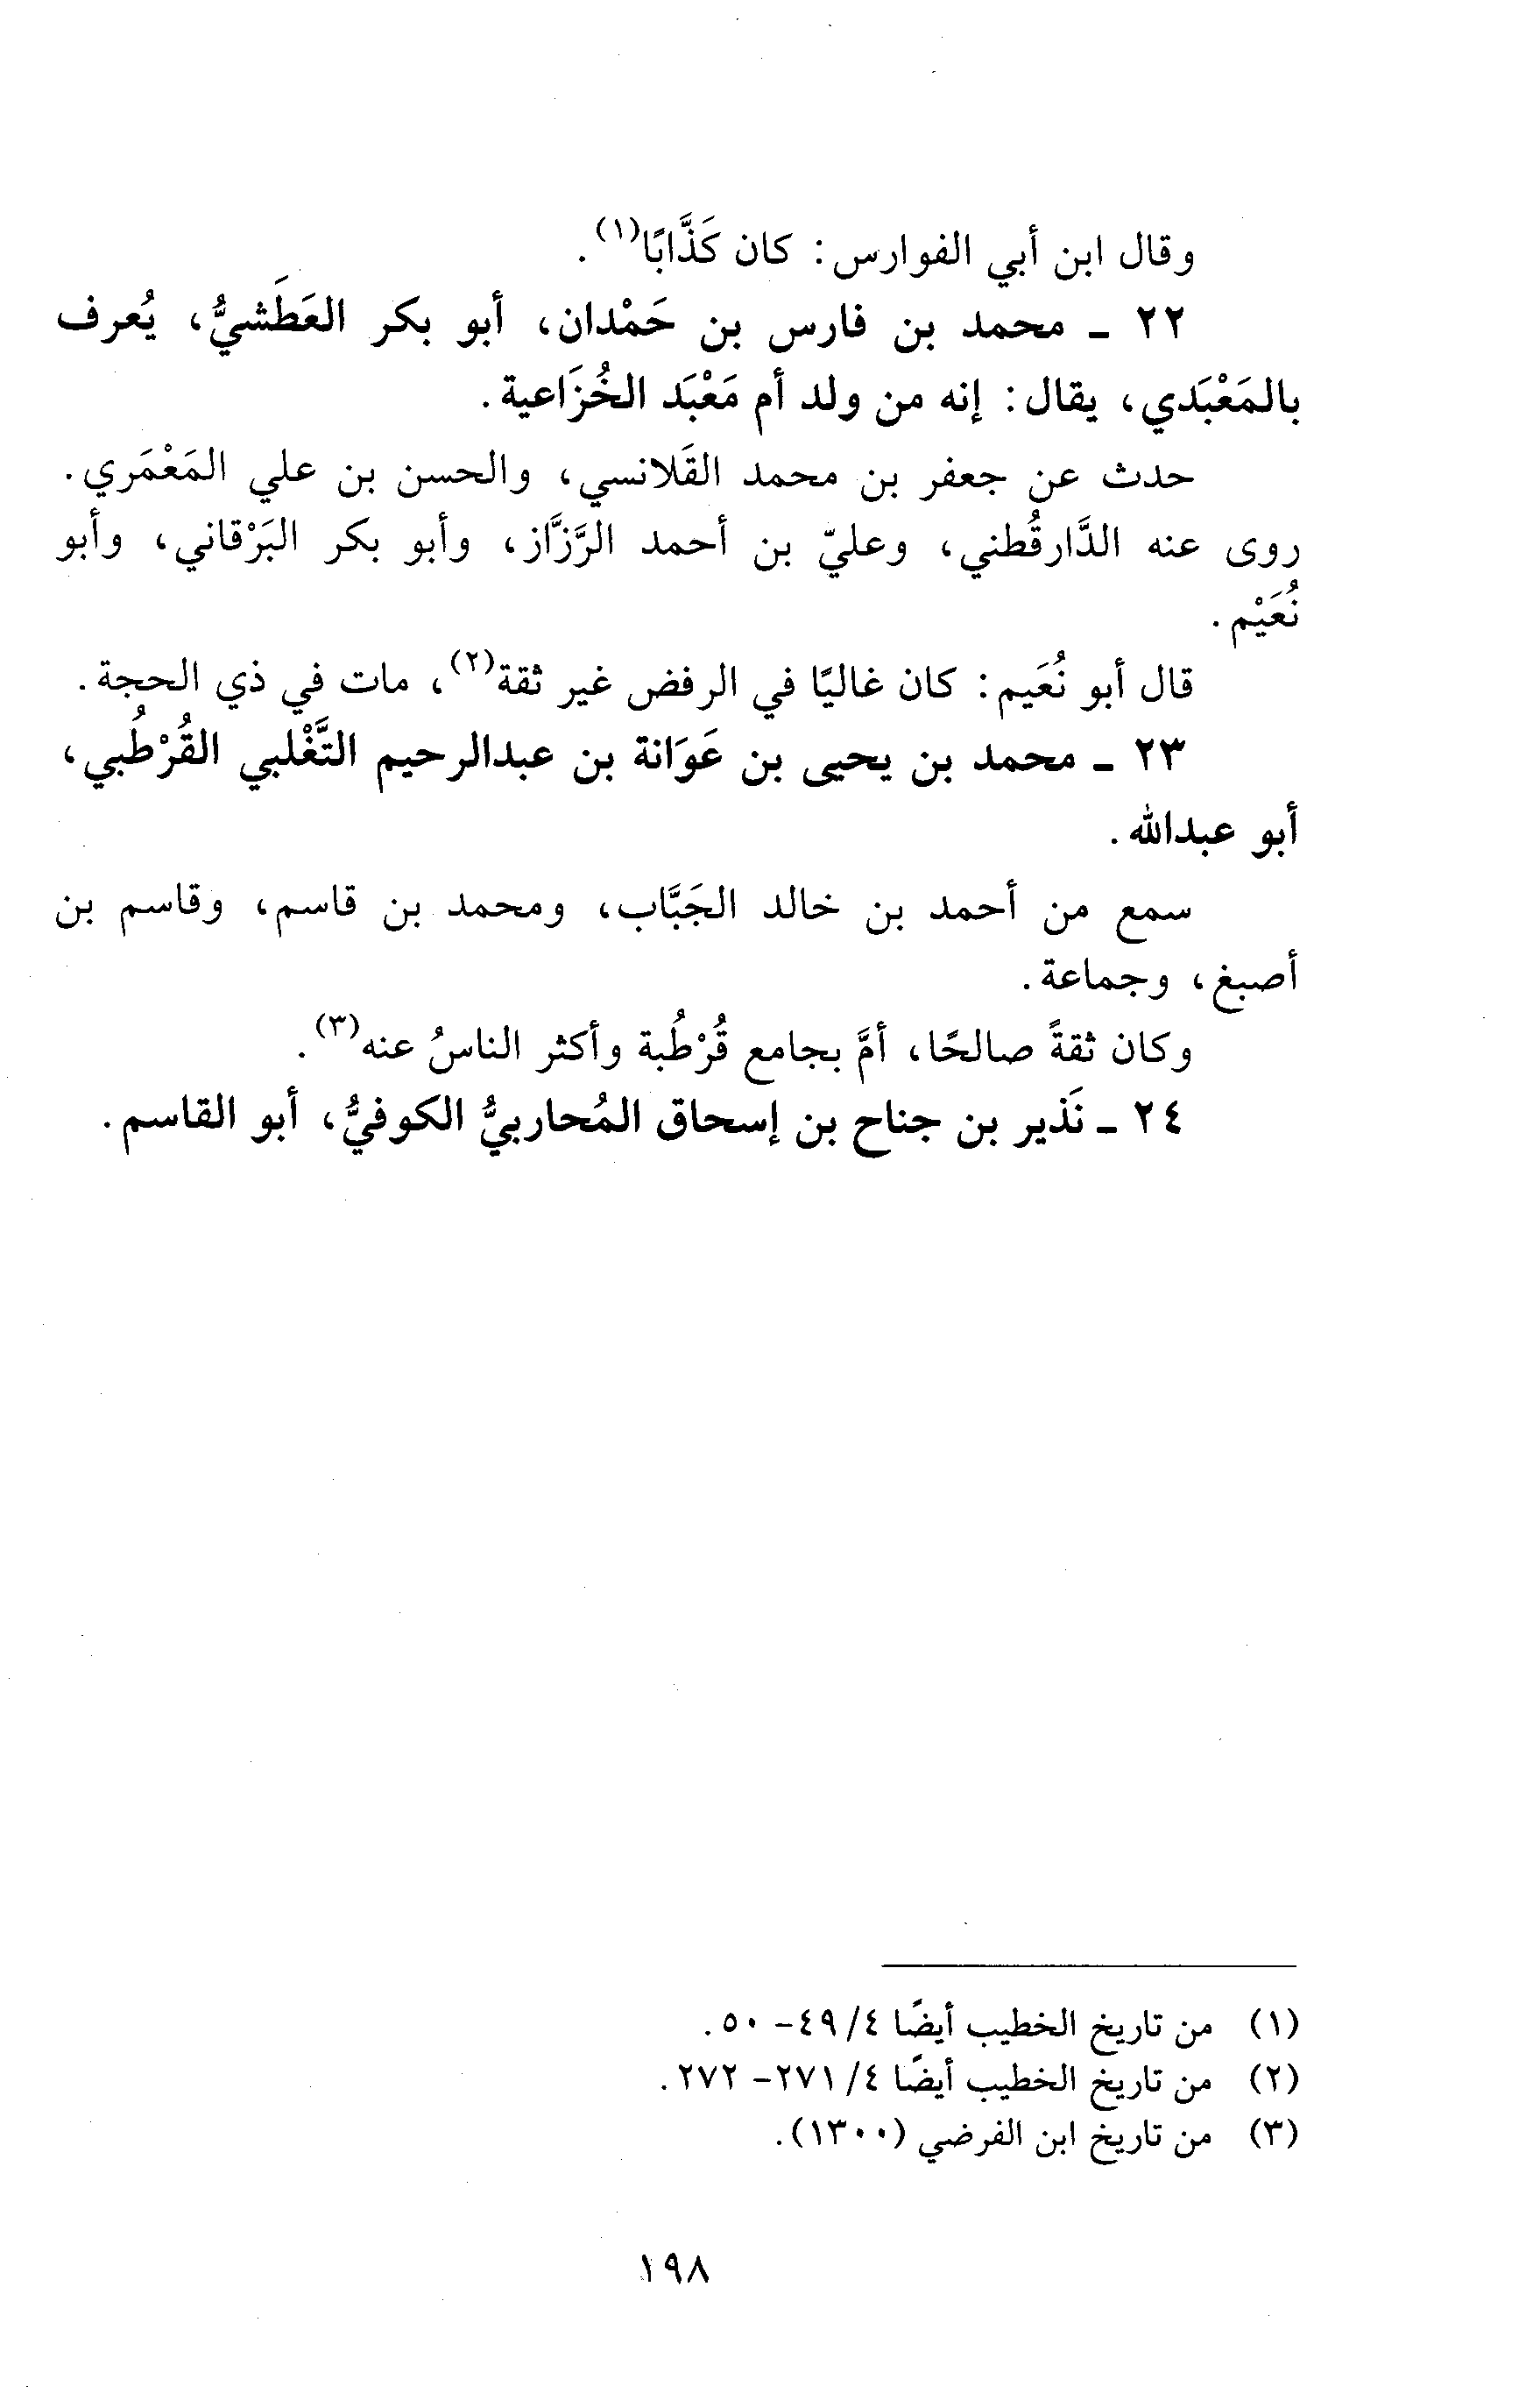 وقال ابن أبي الفوارس: كان كَذَّابًا(١).
٢٢ ـ محمد بن فارس بن حَمْدان، أبو بكر العَطَشيُّ، يُعرف
بالمَعْبَدي، يقال: إنه من ولد أم مَعْبَد الخُزَاعية.
حدث عن جعفر بن محمد القَلانسي، والحسن بن علي المَعْمَري.
روى عنه الدَّارقُطني، وعليّ بن أحمد الرَّزَّاز، وأبو بكر البَرْقاني، وأبو
نُعَيْم.
قال أبو نُعَيم: كان غاليًا في الرفض غير ثقة(٢)، مات في ذي الحجة.
٢٣ ـ محمد بن يحيى بن عَوَانة بن عبدالرحيم التَّغْلبي القُرْطُبي،
أبو عبدالله.
سمع من أحمد بن خالد الجَبَّاب، ومحمد بن قاسم، وقاسم بن
أصبغ، وجماعة.
وكان ثقةً صالحًا، أمَّ بجامع قُرْطُبة وأكثر الناسُ عنه(٣).
٢٤ ـ نَذير بن جناح بن إسحاق المُحاربيُّ الكوفيُّ، أبو القاسم.
(١) من تاريخ الخطيب أيضًا ٤/ ٤٩- ٥٠.
(٢) من تاريخ الخطيب أيضًا ٤/ ٢٧١- ٢٧٢.
(٣) من تاريخ ابن الفرضي (١٣٠٠).
١٩٨